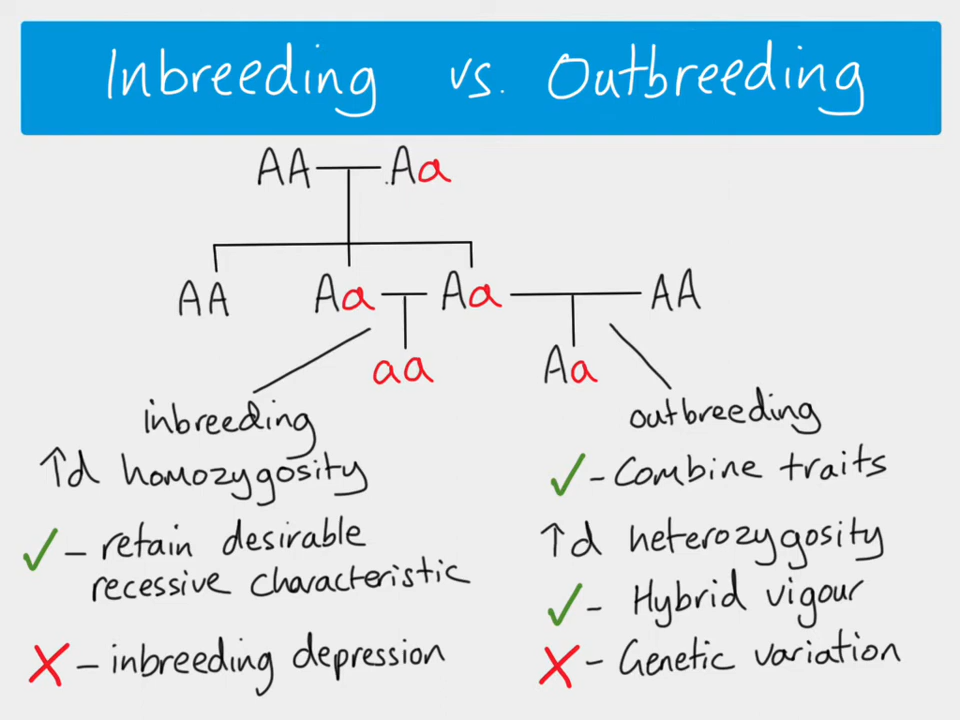 Inbreeding vs. Outbreeding
AA Aa
AA Aa Aa AA
aa Aa
inbreeding
↑d homozygosity
✓ - retain desirable
recessive characteristic
✗ - inbreeding depression
outbreeding
✓ - Combine traits
↑d heterozygosity
✓ - Hybrid vigour
✗ - Genetic variation